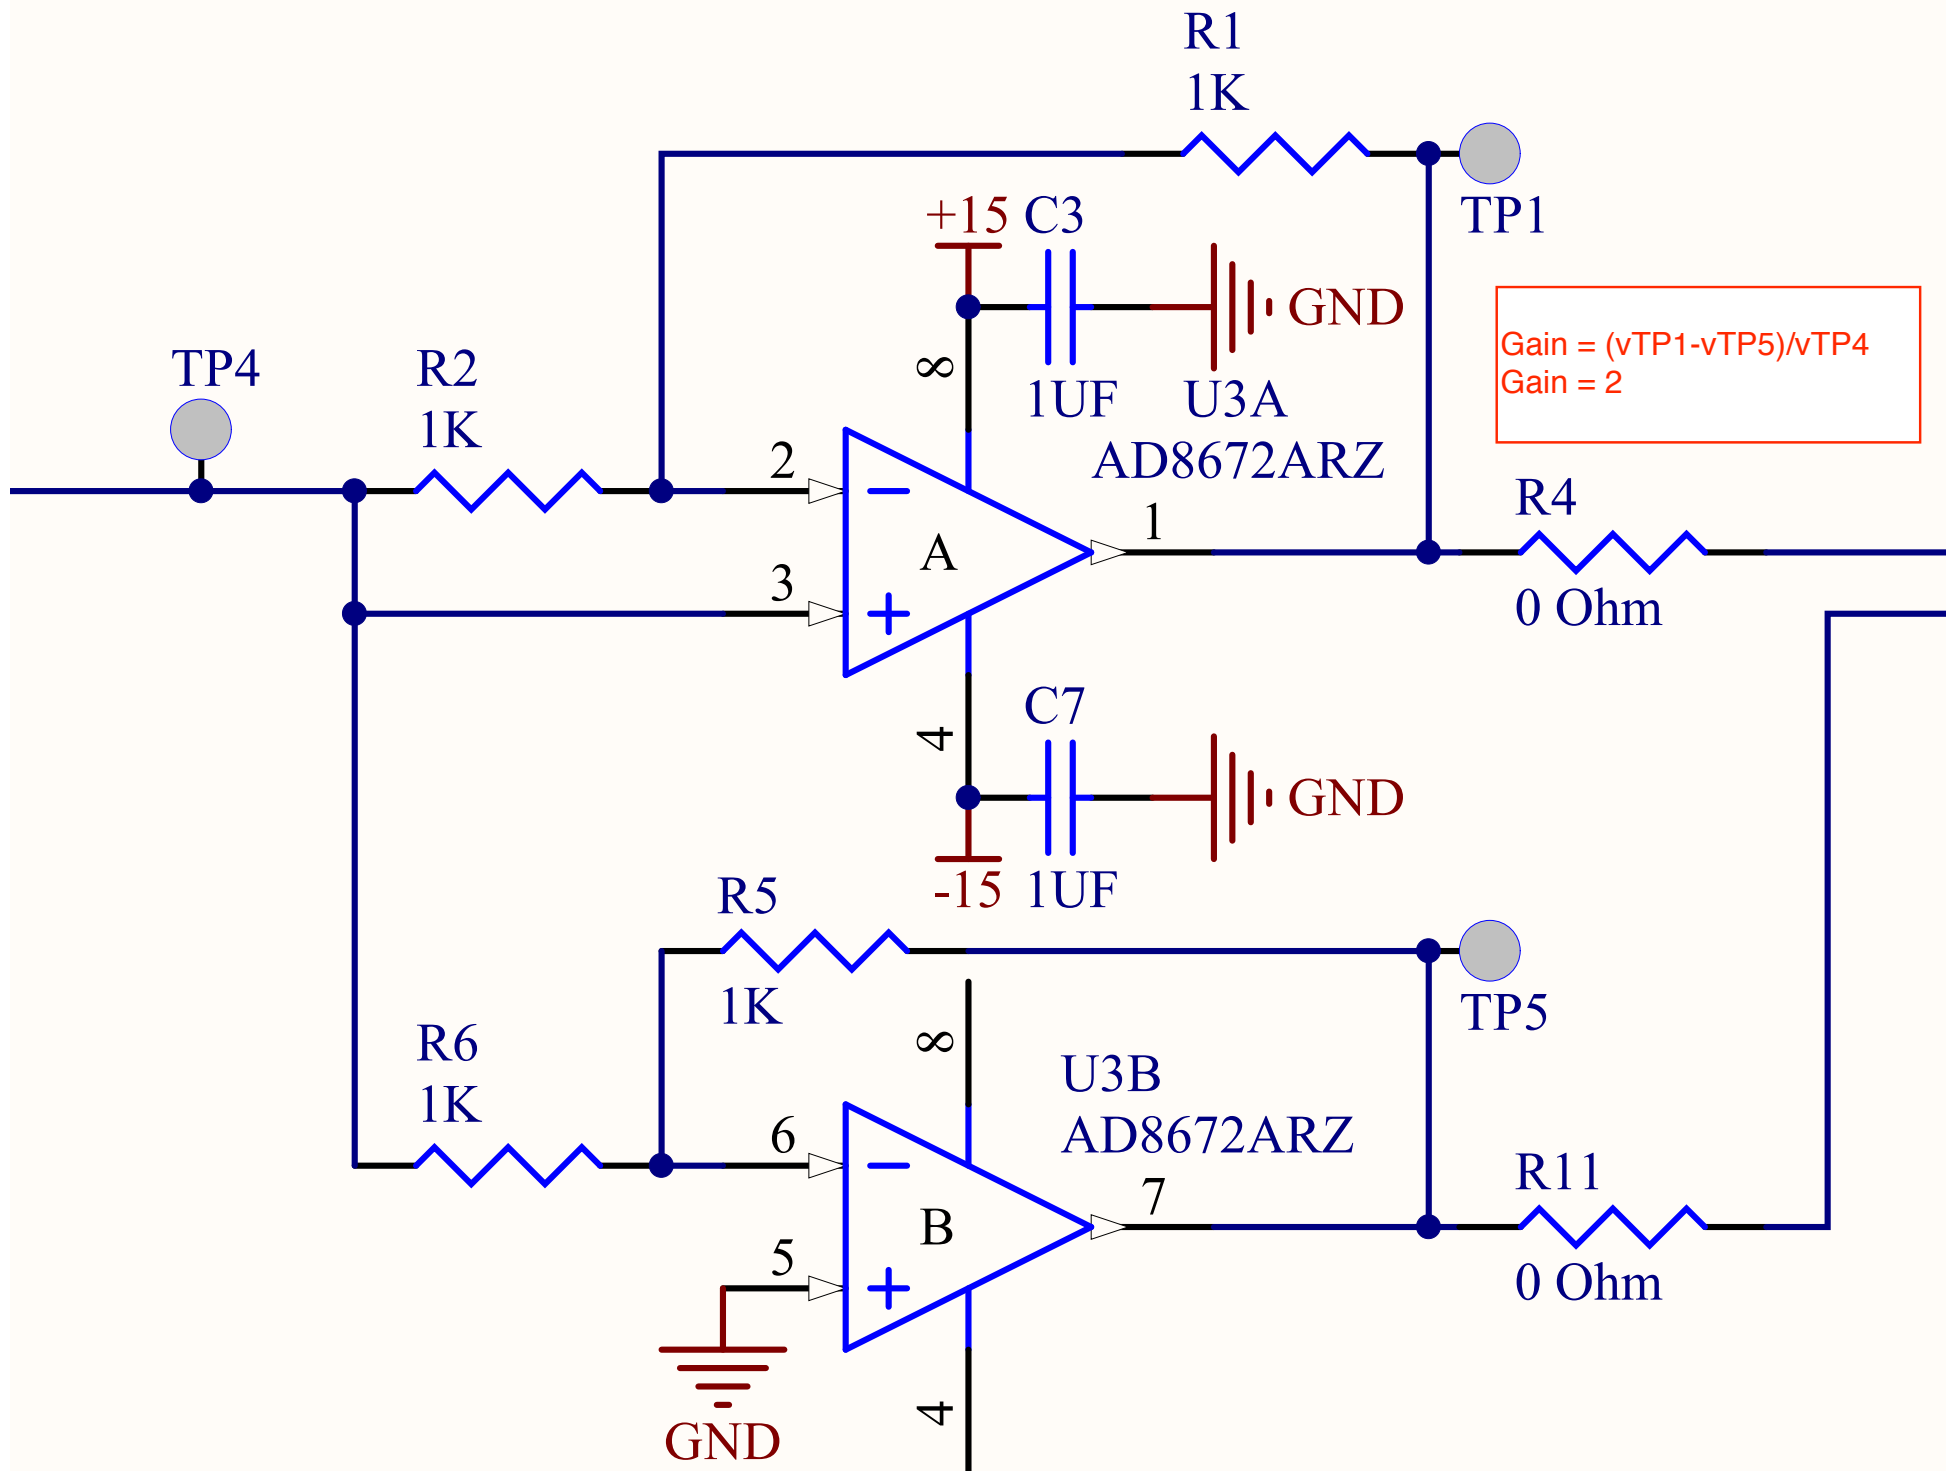 R1
1K
TP1
+15
C3
GND
8
1UF
U3A
AD8672ARZ
Gain = (vTP1-vTP5)/vTP4
Gain = 2
TP4
R2
1K
2
3
A
1
R4
0 Ohm
4
C7
GND
-15
1UF
R5
1K
TP5
R6
1K
8
U3B
AD8672ARZ
6
5
B
7
R11
0 Ohm
4
GND